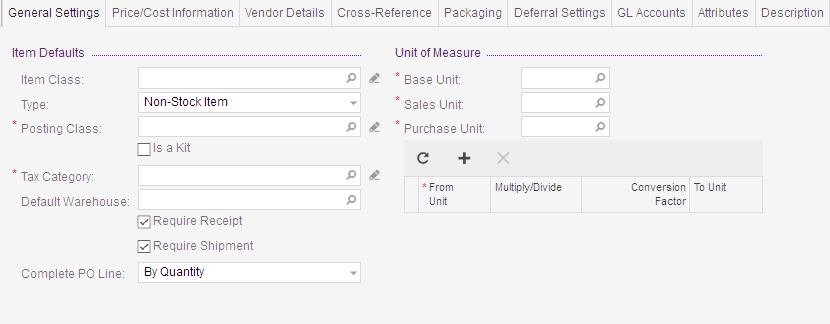 General Settings Price/Cost Information Vendor Details Cross-Reference Packaging Deferral Settings GL Accounts Attributes Description
Item Defaults
Item Class:
Type: Non-Stock Item
* Posting Class:
Is a Kit
* Tax Category:
Default Warehouse:
Require Receipt
Require Shipment
Complete PO Line: By Quantity
Unit of Measure
* Base Unit:
* Sales Unit:
* Purchase Unit:
* From Unit Multiply/Divide Conversion Factor To Unit